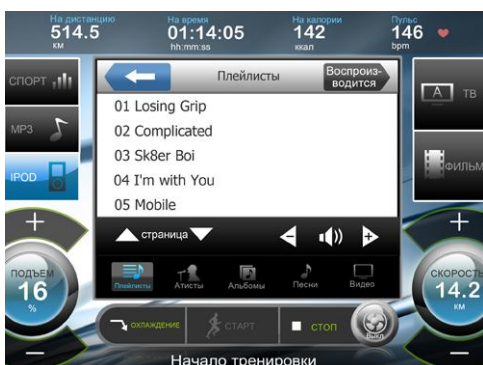 На дистанцию
514.5
км
На время
01:14:05
hh:mm:ss
На калории
142
ккал
Пульс
146
bpm
СПОРТ
MP3
IPOD
Плейлисты
Воспроиз-
водится
01 Losing Grip
02 Complicated
03 Sk8er Boi
04 I'm with You
05 Mobile
страница
Плейлисты
Атисты
Альбомы
Песни
Видео
A
ТВ
ФИЛЬМ
ПОДЪЕМ
16
%
СКОРОСТЬ
14.2
км
ОХЛАЖДЕНИЕ
СТАРТ
СТОП
Выкл
Начало тренировки